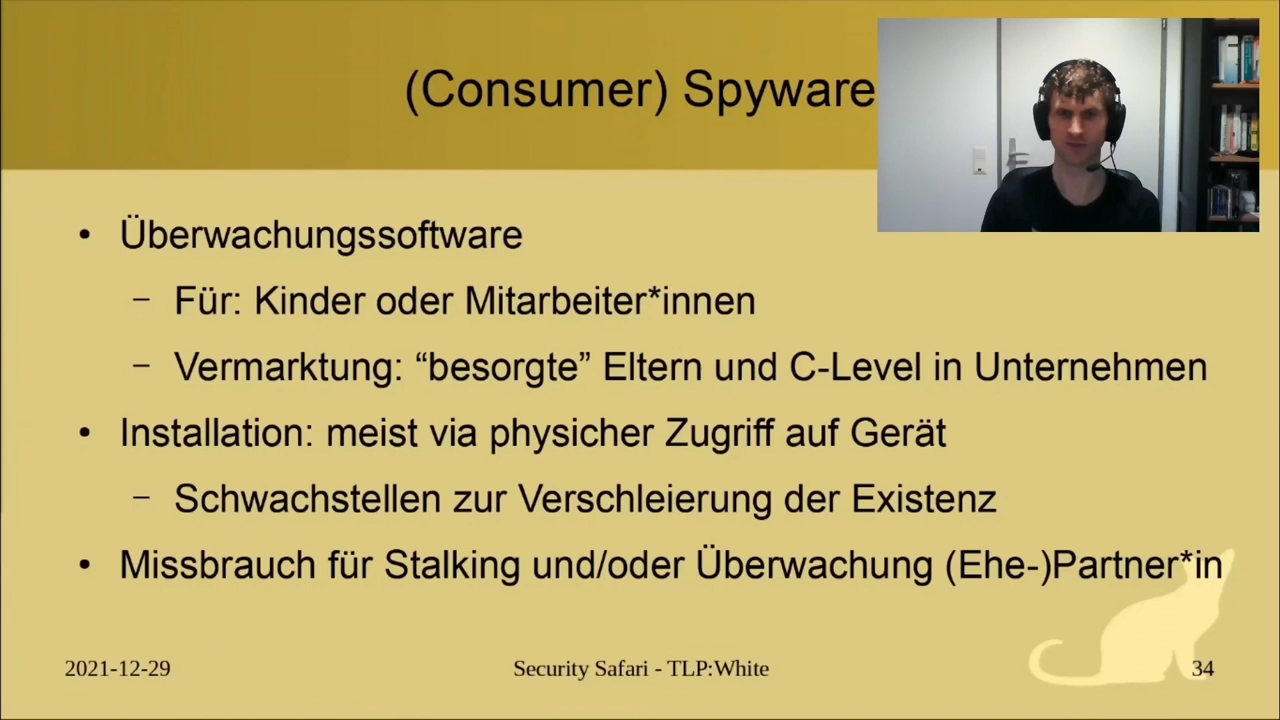 (Consumer) Spyware
• Überwachungssoftware
– Für: Kinder oder Mitarbeiter*innen
– Vermarktung: “besorgte” Eltern und C-Level in Unternehmen
• Installation: meist via physicher Zugriff auf Gerät
– Schwachstellen zur Verschleierung der Existenz
• Missbrauch für Stalking und/oder Überwachung (Ehe-)Partner*in
2021-12-29
Security Safari - TLP:White
34